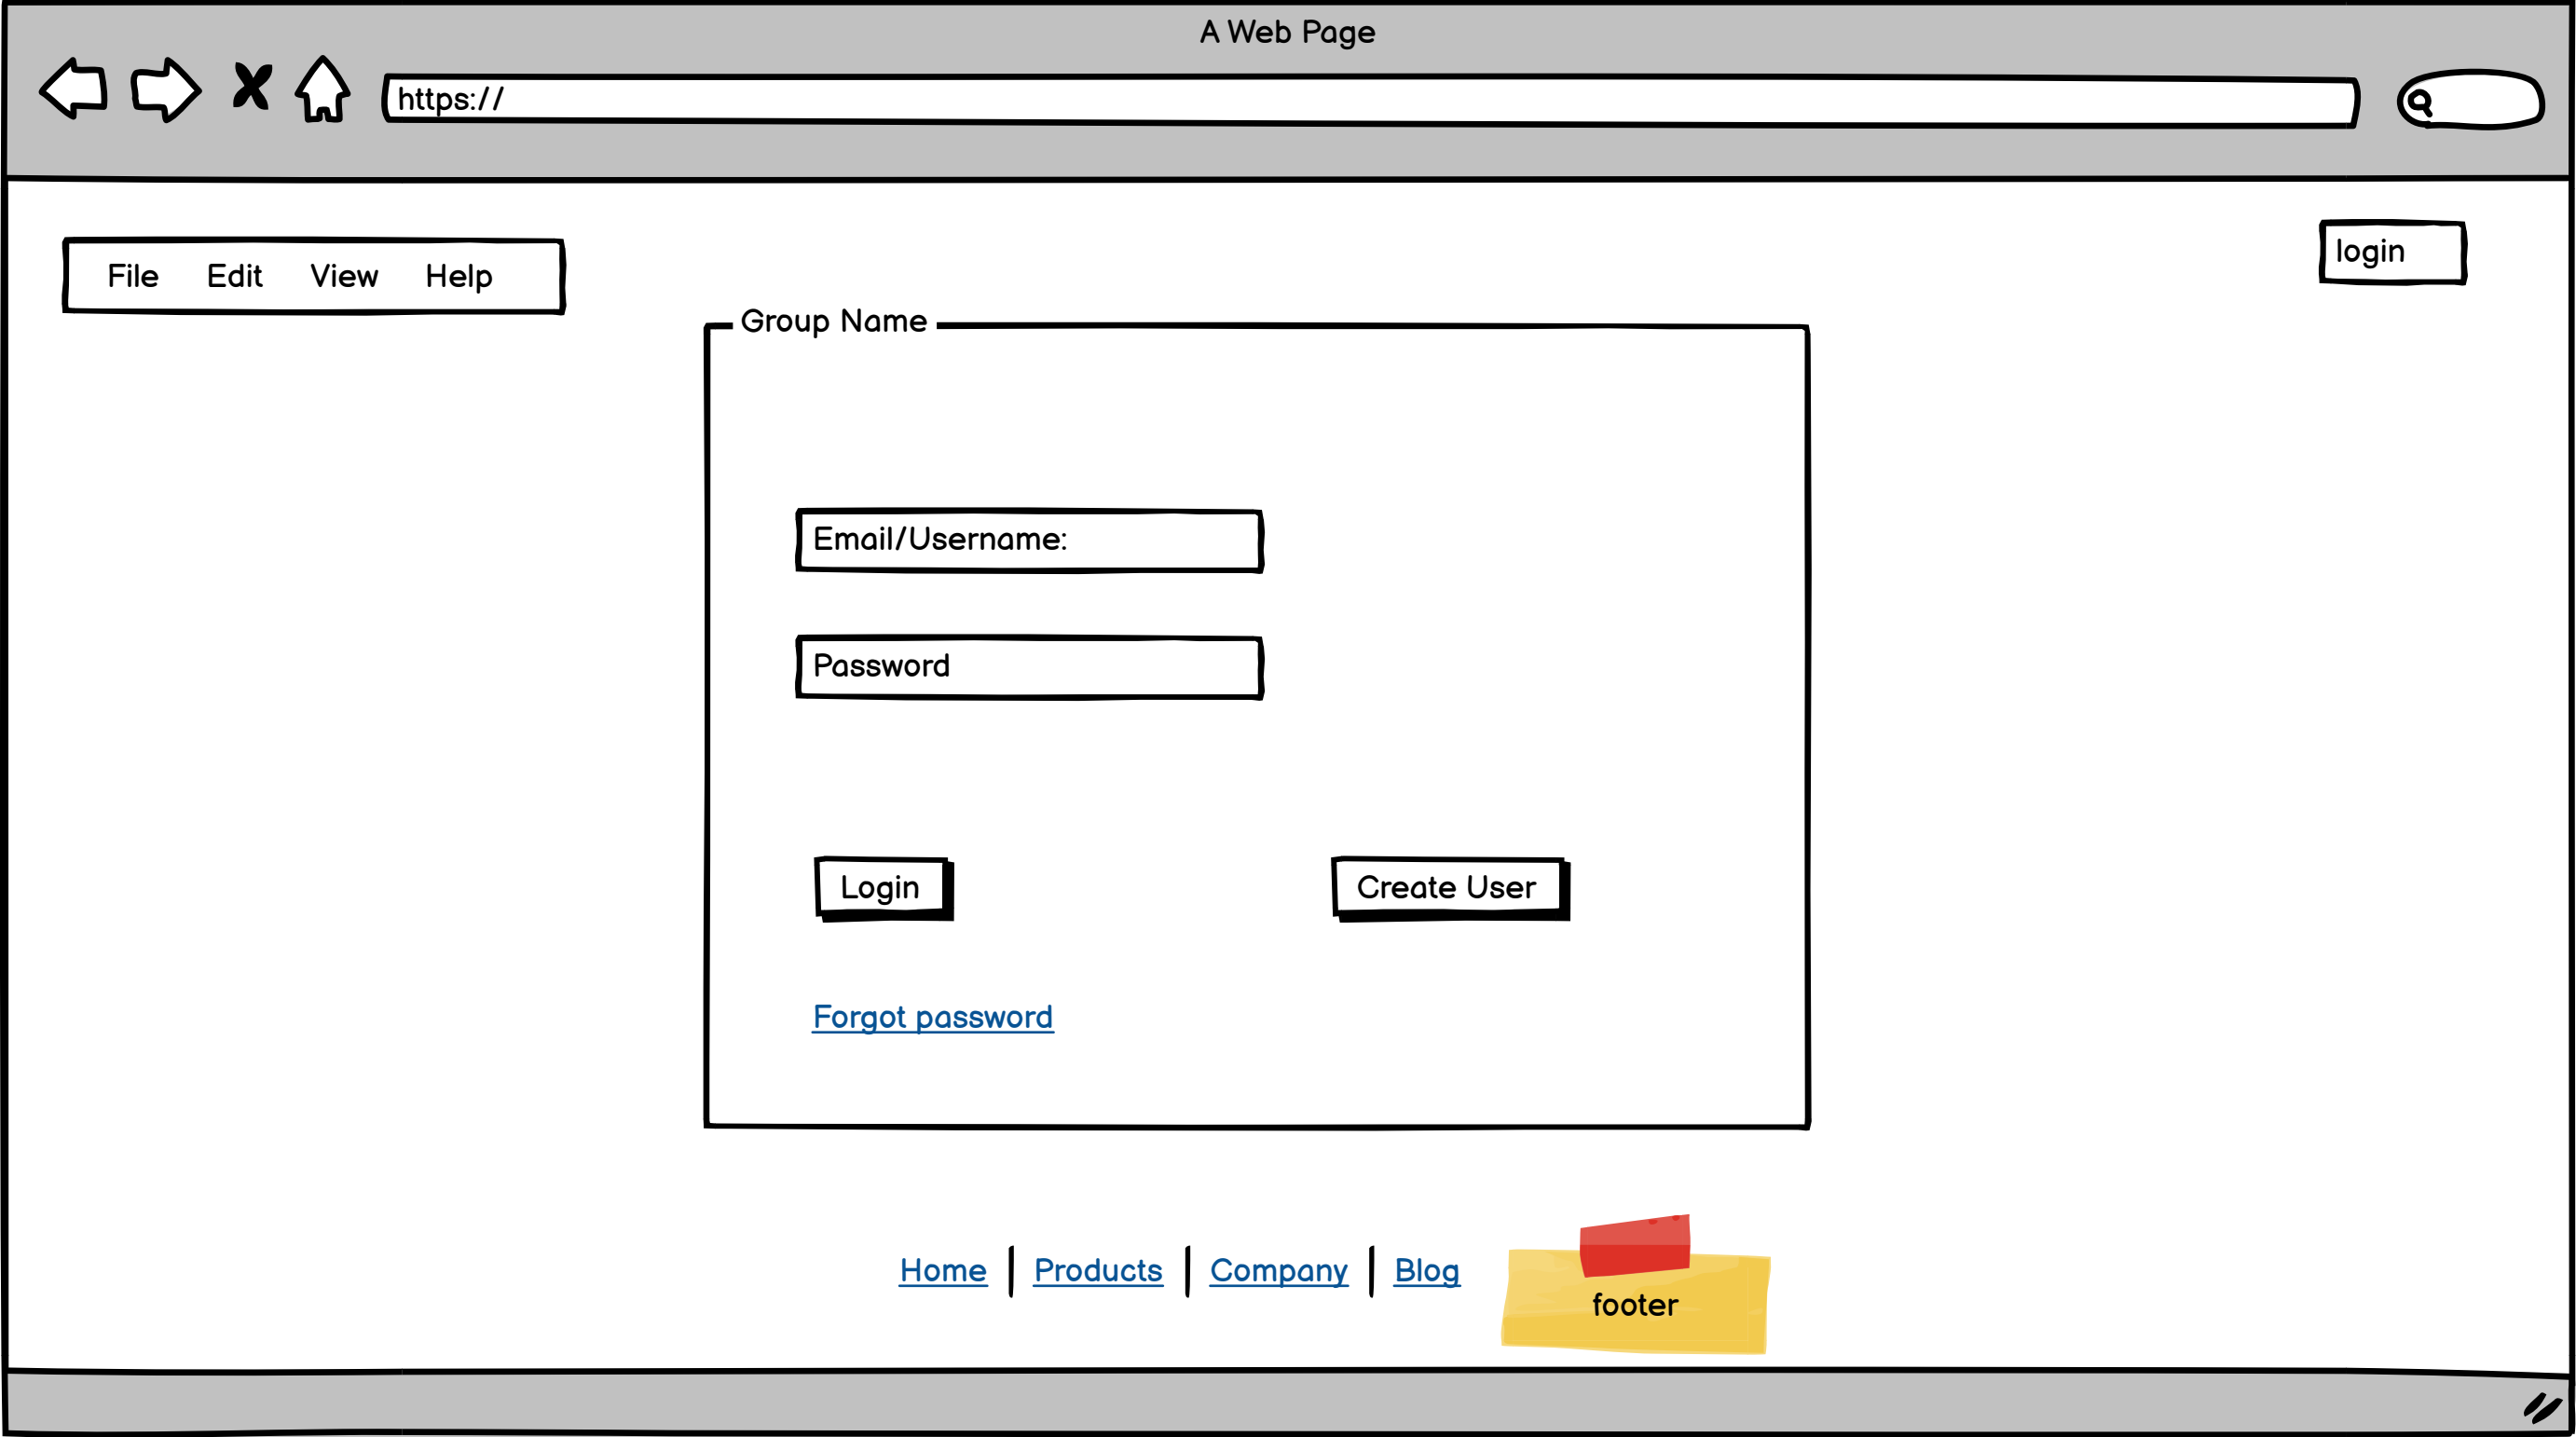 A Web Page
https://
login
File Edit View Help
Group Name
Email/Username:
Password
Login Create User
Forgot password
Home Products Company Blog
footer